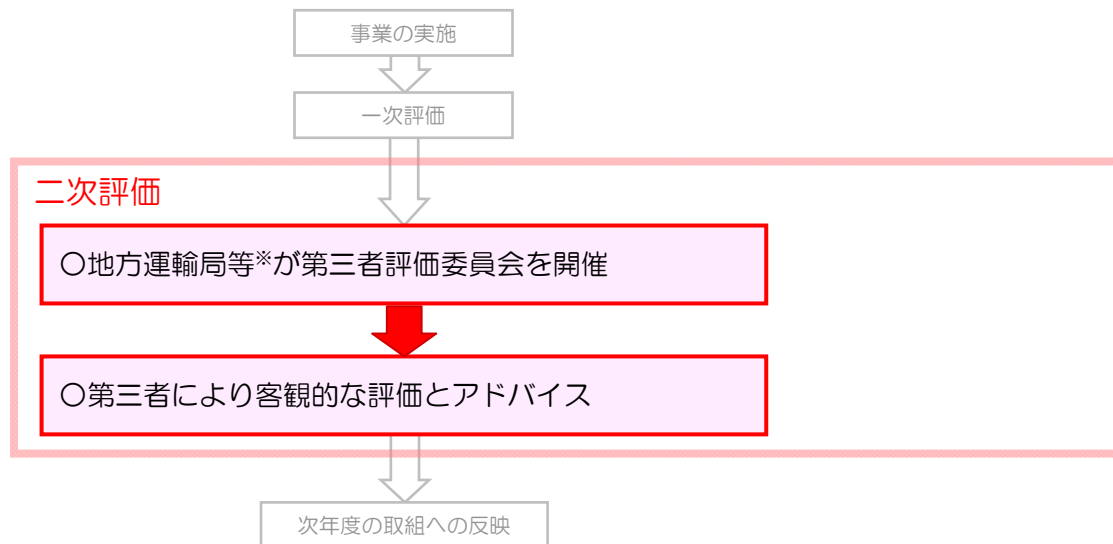 事業の実施
一次評価
二次評価
〇地方運輸局等※が第三者評価委員会を開催
〇第三者により客観的な評価とアドバイス
次年度の取組への反映